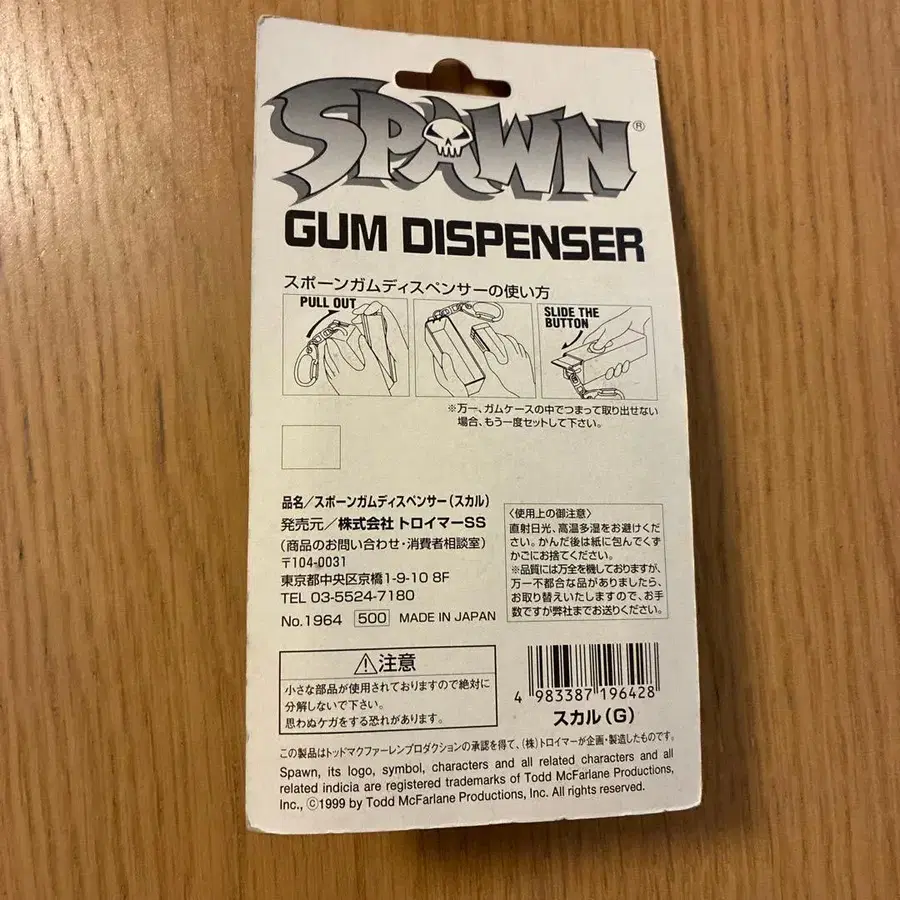 SPAWN®
GUM DISPENSER
スポーンガムディスペンサーの使い方
PULL OUT
SLIDE THE
BUTTON
※万一、ガムケースの中でつまって取り出せない
場合、もう一度セットして下さい。
品名/スポーンガムディスペンサー(スカル)
発売元/株式会社 トロイマーSS
(商品のお問い合わせ・消費者相談室)
〒104-0031
東京都中央区京橋1-9-10 8F
TEL 03-5524-7180
No.1964 500 MADE IN JAPAN
〈使用上の御注意〉
直射日光、高温多湿をお避けくだ
さい。かんだ後は紙に包んでくず
かごにお捨てください。
※品質には万全を機しておりますが、
万一不都合な品がありましたら、
お取り替えいたしますので、お手
数ですが弊社までお送りください。
⚠注意
小さな部品が使用されておりますので絶対に
分解しないで下さい。
思わぬケガをする恐れがあります。
4 983387 196428
スカル(G)
この製品はトッドマクファーレンプロダクションの承認を得て、(株)トロイマーが企画・製造したものです。
Spawn, its logo, symbol, characters and all related characters and all
related indicia are registered trademarks of Todd McFarlane Productions,
Inc., ©1999 by Todd McFarlane Productions, Inc. All rights reserved.